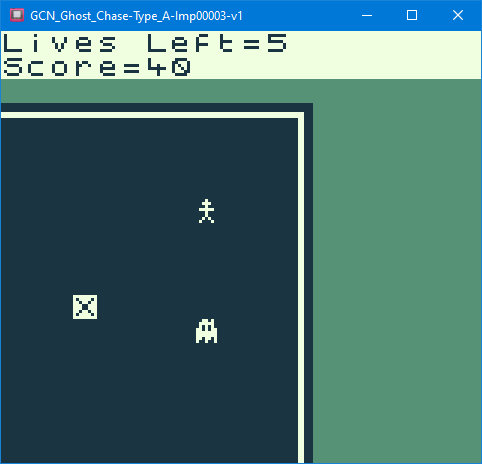 GCN_Ghost_Chase-Type_A-Imp00003-v1
Lives Left=5
Score=40